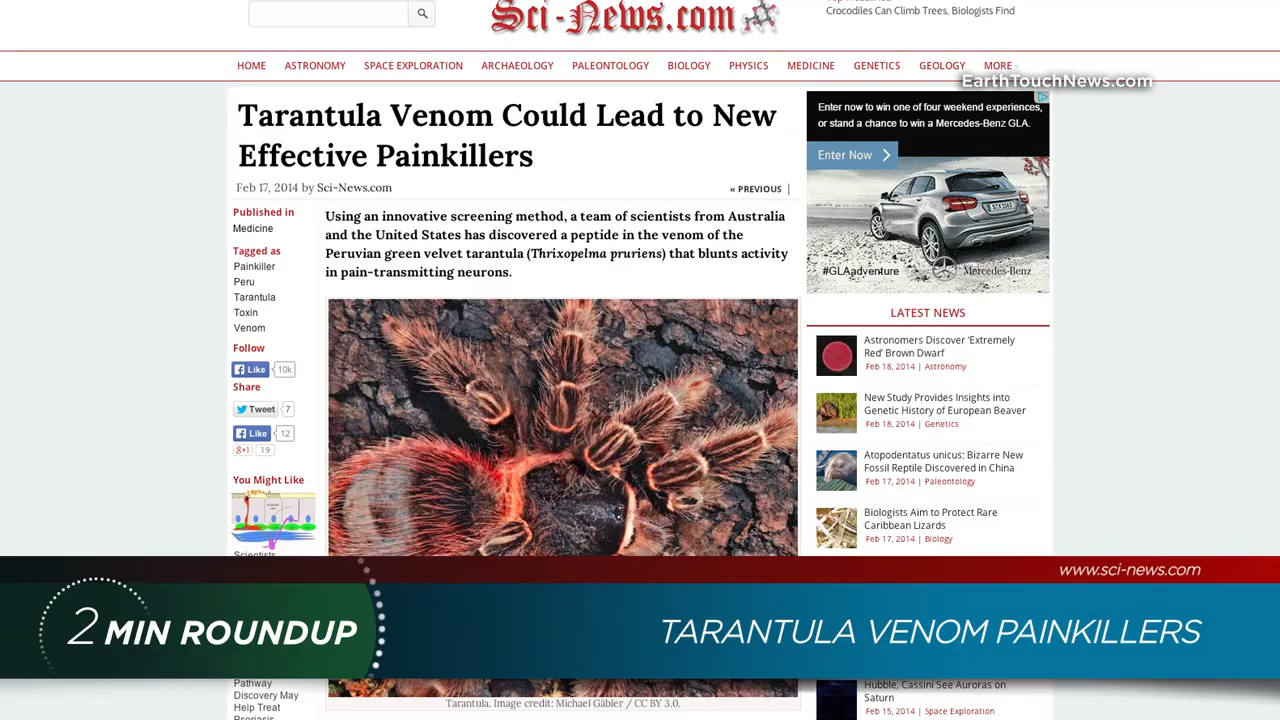 Sci-News.com
Crocodiles Can Climb Trees, Biologists Find
HOME ASTRONOMY SPACE EXPLORATION ARCHAEOLOGY PALEONTOLOGY BIOLOGY PHYSICS MEDICINE GENETICS GEOLOGY MORE
EarthTouchNews.com
Tarantula Venom Could Lead to New
Effective Painkillers
Feb 17, 2014 by Sci-News.com
« PREVIOUS |
Published in
Medicine
Tagged as
Painkiller
Peru
Tarantula
Toxin
Venom
Follow
Like 10k
Share
Tweet 7
Like 12
g+1 19
You Might Like
Scientists
Pathway
Discovery May
Help Treat
Psoriasis
Using an innovative screening method, a team of scientists from Australia
and the United States has discovered a peptide in the venom of the
Peruvian green velvet tarantula (Thrixopelma pruriens) that blunts activity
in pain-transmitting neurons.
Tarantula. Image credit: Michael Gäbler / CC BY 3.0.
Enter now to win one of four weekend experiences,
or stand a chance to win a Mercedes-Benz GLA.
Enter Now
#GLAadventure
Mercedes-Benz
LATEST NEWS
Astronomers Discover ‘Extremely
Red’ Brown Dwarf
Feb 18, 2014 | Astronomy
New Study Provides Insights into
Genetic History of European Beaver
Feb 18, 2014 | Genetics
Atopodentatus unicus: Bizarre New
Fossil Reptile Discovered in China
Feb 17, 2014 | Paleontology
Biologists Aim to Protect Rare
Caribbean Lizards
Feb 17, 2014 | Biology
Hubble, Cassini See Auroras on
Saturn
Feb 15, 2014 | Space Exploration
www.sci-news.com
2 MIN ROUNDUP
TARANTULA VENOM PAINKILLERS